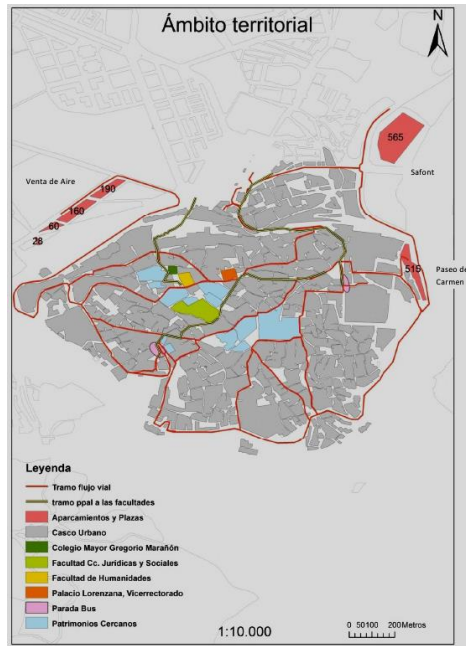 Ámbito territorial
N
565
Safont
Venta de Aire
190
160
60
28
515
Paseo de
Carmen
Leyenda
Tramo flujo vial
tramo ppal a las facultades
Aparcamientos y Plazas
Casco Urbano
Colegio Mayor Gregorio Marañón
Facultad Cc. Jurídicas y Sociales
Facultad de Humanidades
Palacio Lorenzana, Vicerrectorado
Parada Bus
Patrimonios Cercanos
1:10.000
0 50100 200Metros